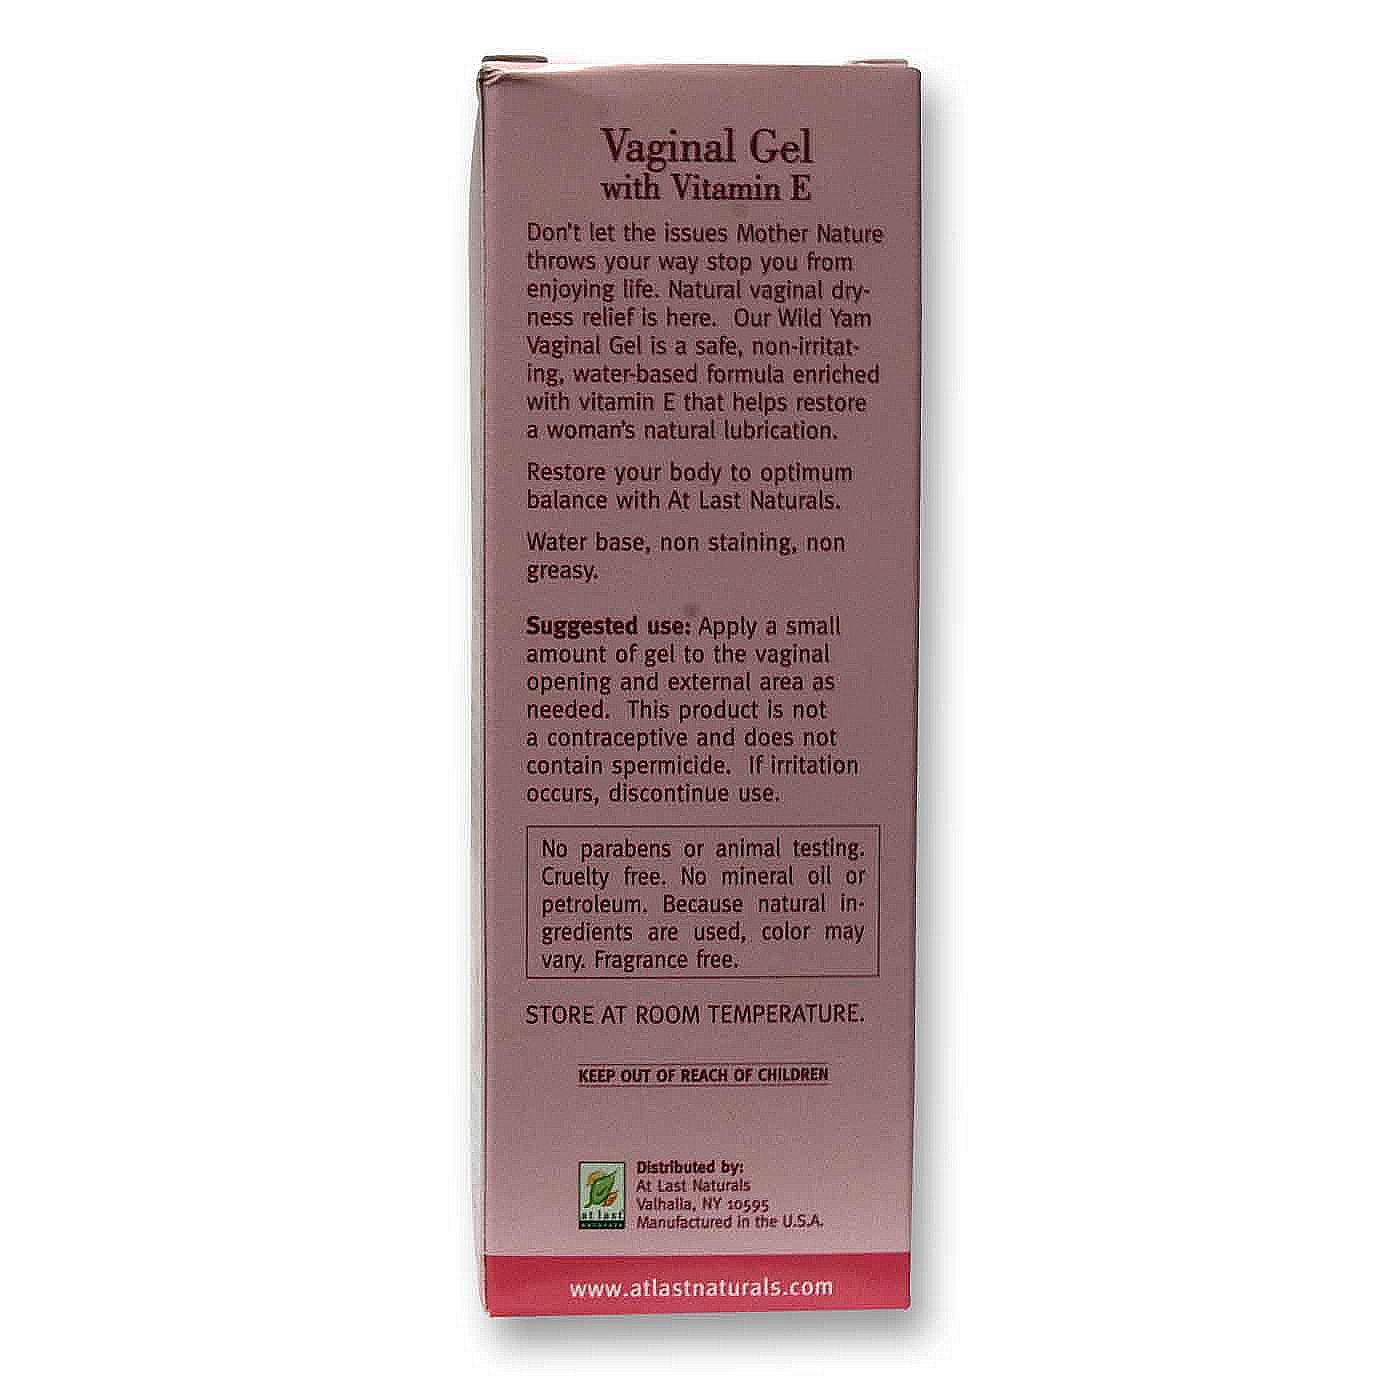 Vaginal Gel
with Vitamin E
Don't let the issues Mother Nature
throws your way stop you from
enjoying life. Natural vaginal dry-
ness relief is here. Our Wild Yam
Vaginal Gel is a safe, non-irritat-
ing, water-based formula enriched
with vitamin E that helps restore
a woman's natural lubrication.
Restore your body to optimum
balance with At Last Naturals.
Water base, non staining, non
greasy.
Suggested use: Apply a small
amount of gel to the vaginal
opening and external area as
needed. This product is not
a contraceptive and does not
contain spermicide. If irritation
occurs, discontinue use.
No parabens or animal testing.
Cruelty free. No mineral oil or
petroleum. Because natural in-
gredients are used, color may
vary. Fragrance free.
STORE AT ROOM TEMPERATURE.
KEEP OUT OF REACH OF CHILDREN
at last
naturals
Distributed by:
At Last Naturals
Valhalla, NY 10595
Manufactured in the U.S.A.
www.atlastnaturals.com